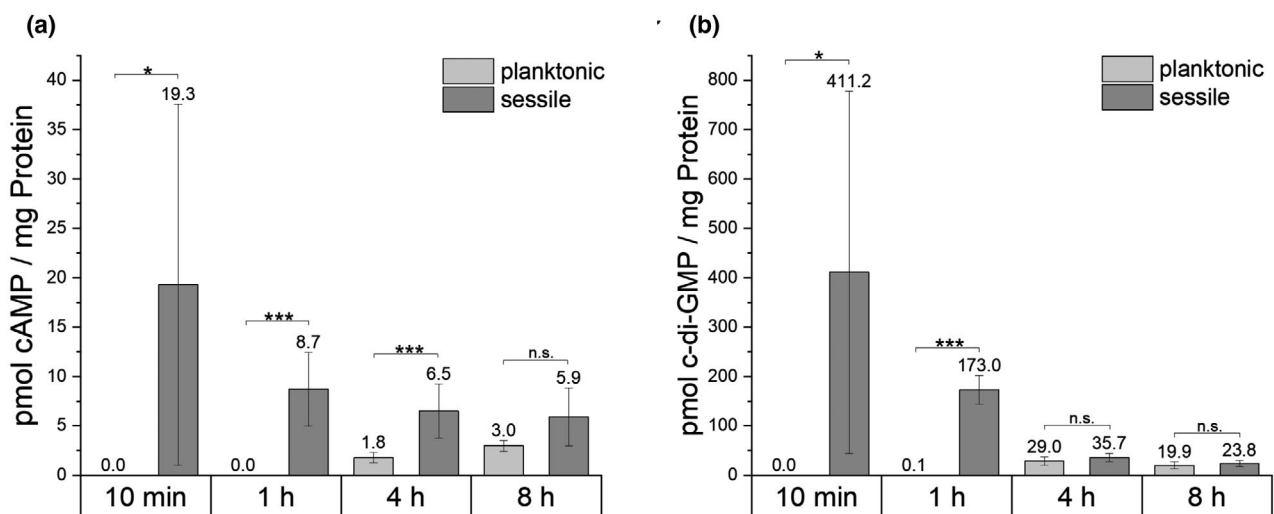 (a)
pmol cAMP / mg Protein
40
35
30
25
20
15
10
5
0
planktonic
sessile
*
19.3
0.0
***
8.7
0.0
***
6.5
1.8
n.s.
5.9
3.0
10 min 1 h 4 h 8 h
(b)
pmol c-di-GMP / mg Protein
800
700
600
500
400
300
200
100
0
planktonic
sessile
*
411.2
0.0
***
173.0
0.1
n.s.
29.0 35.7
n.s.
19.9 23.8
10 min 1 h 4 h 8 h